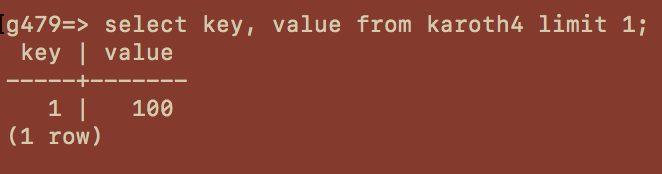 g479=> select key, value from karoth4 limit 1;
 key | value
-----+-------
   1 |   100
(1 row)